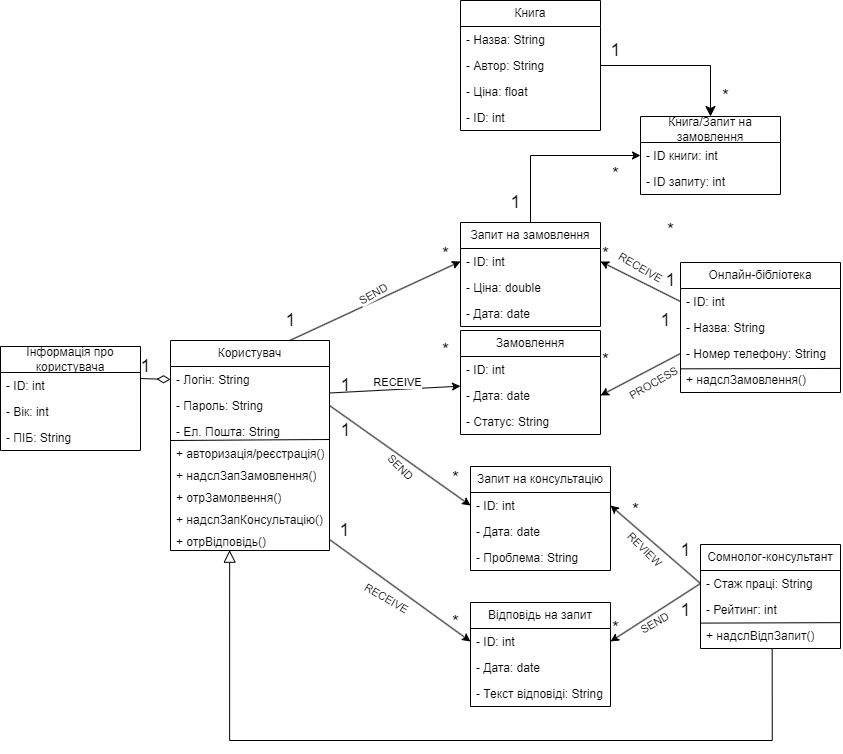 Книга
- Назва: String
- Автор: String
- Ціна: float
- ID: int
1
*
Книга/Запит на
замовлення
- ID книги: int
- ID запиту: int
*
1
Запит на замовлення
- ID: int
- Ціна: double
- Дата: date
*
*
*
RECEIVE
1
1
Онлайн-бібліотека
- ID: int
- Назва: String
- Номер телефону: String
+ надслЗамовлення()
SEND
1
Замовлення
- ID: int
- Дата: date
- Статус: String
*
*
PROCESS
Інформація про
користувача
- ID: int
- Вік: int
- ПІБ: String
1
Користувач
- Логін: String
- Пароль: String
- Ел. Пошта: String
+ авторизація/реєстрація()
+ надслЗапЗамовлення()
+ отрЗамолвення()
+ надслЗапКонсультацію()
+ отрВідповідь()
1
RECEIVE
1
SEND
*
Запит на консультацію
- ID: int
- Дата: date
- Проблема: String
*
REVIEW
1
Сомнолог-консультант
- Стаж праці: String
- Рейтинг: int
+ надслВідпЗапит()
1
RECEIVE
*
Відповідь на запит
- ID: int
- Дата: date
- Текст відповіді: String
*
SEND
1